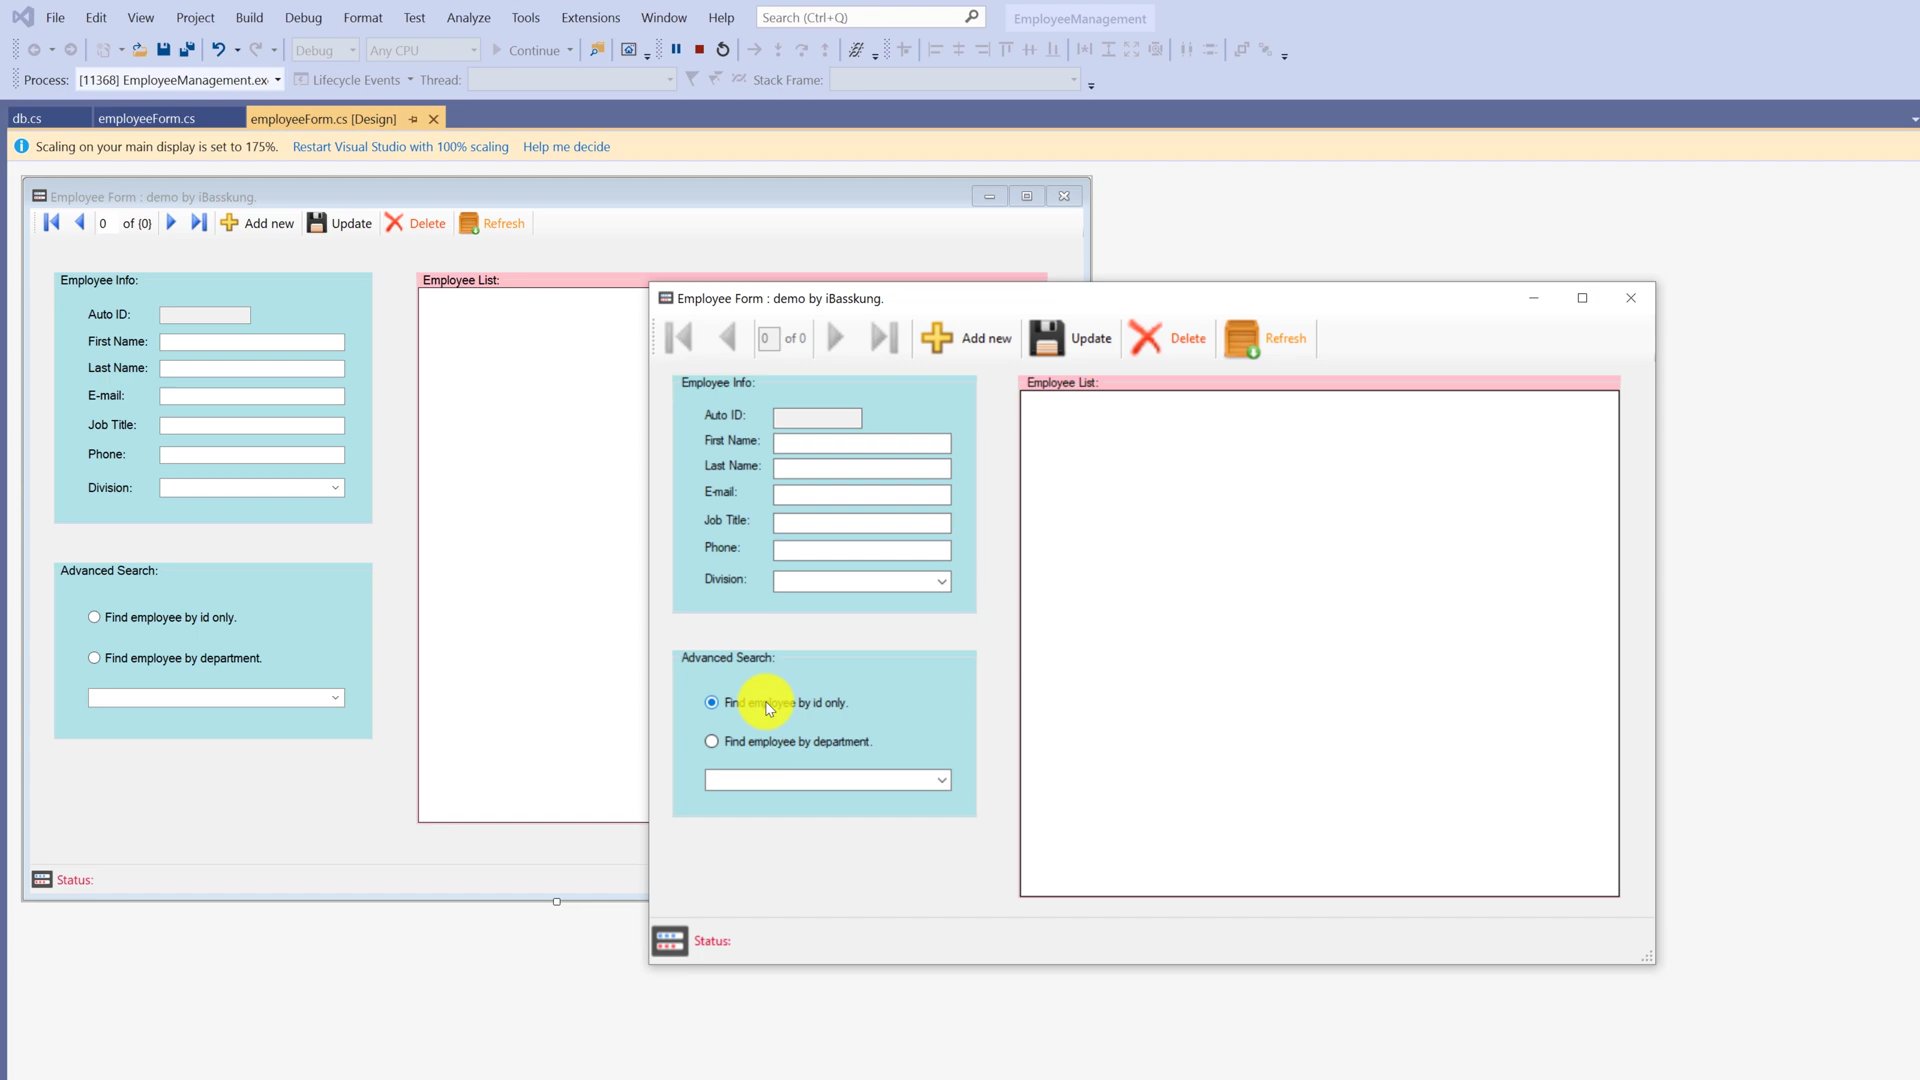 File Edit View Project Build Debug Format Test Analyze Tools Extensions Window Help Search (Ctrl+Q) EmployeeManagement
Debug Any CPU Continue
Process: [11368] EmployeeManagement.exe Lifecycle Events Thread: Stack Frame:
db.cs employeeForm.cs employeeForm.cs [Design]
Scaling on your main display is set to 175%. Restart Visual Studio with 100% scaling Help me decide
Employee Form : demo by iBasskung.
0 of {0} Add new Update Delete Refresh
Employee Info:
Auto ID:
First Name:
Last Name:
E-mail:
Job Title:
Phone:
Division:
Advanced Search:
Find employee by id only.
Find employee by department.
Employee List:
Status:
Employee Form : demo by iBasskung.
0 of 0 Add new Update Delete Refresh
Employee Info:
Auto ID:
First Name:
Last Name:
E-mail:
Job Title:
Phone:
Division:
Advanced Search:
Find employee by id only.
Find employee by department.
Employee List:
Status: